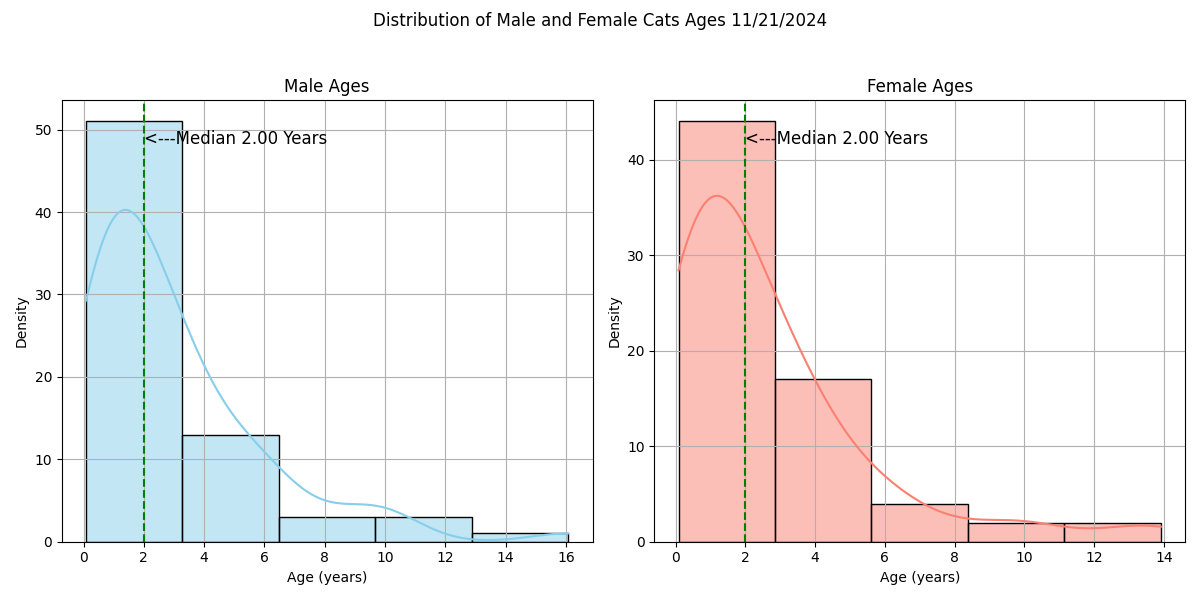 Distribution of Male and Female Cats Ages 11/21/2024
Male Ages
50
40
30
20
10
0
Density
<---Median 2.00 Years
0 2 4 6 8 10 12 14 16
Age (years)
Female Ages
40
30
20
10
0
Density
<---Median 2.00 Years
0 2 4 6 8 10 12 14
Age (years)